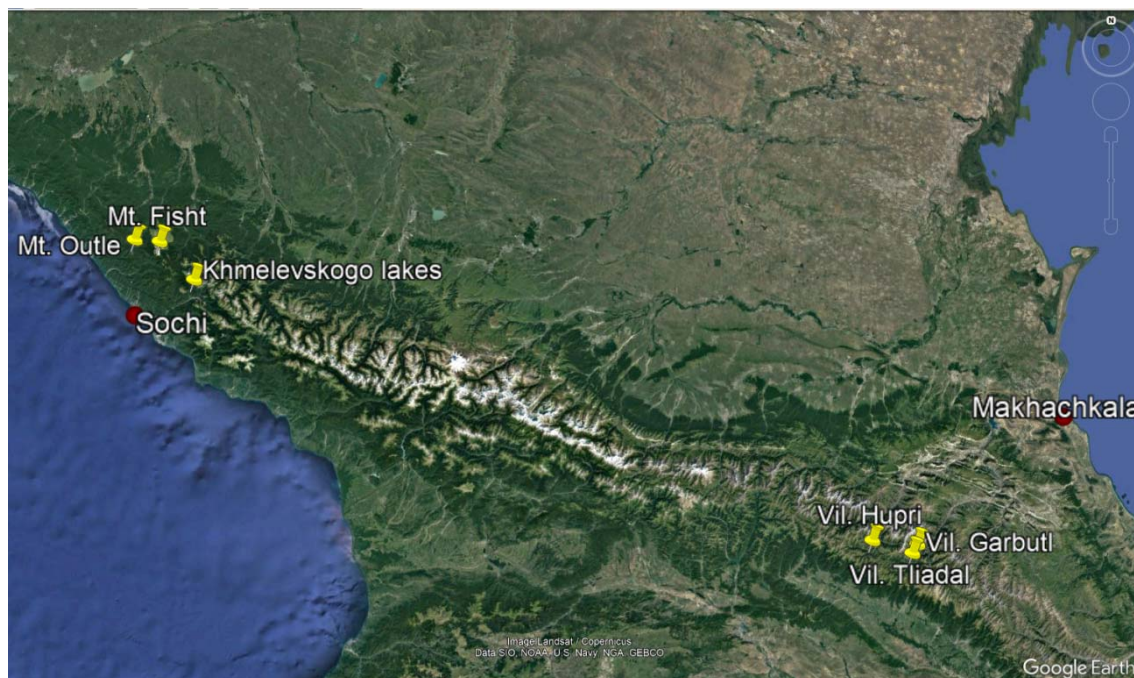 N
Mt. Fisht
Mt. Outle
Khmelevskogo lakes
Sochi
Makhachkala
Vil. Hupri
Vil. Garbutl
Vil. Tliadal
Image Landsat / Copernicus
Data SIO, NOAA, U.S. Navy, NGA, GEBCO
Google Earth